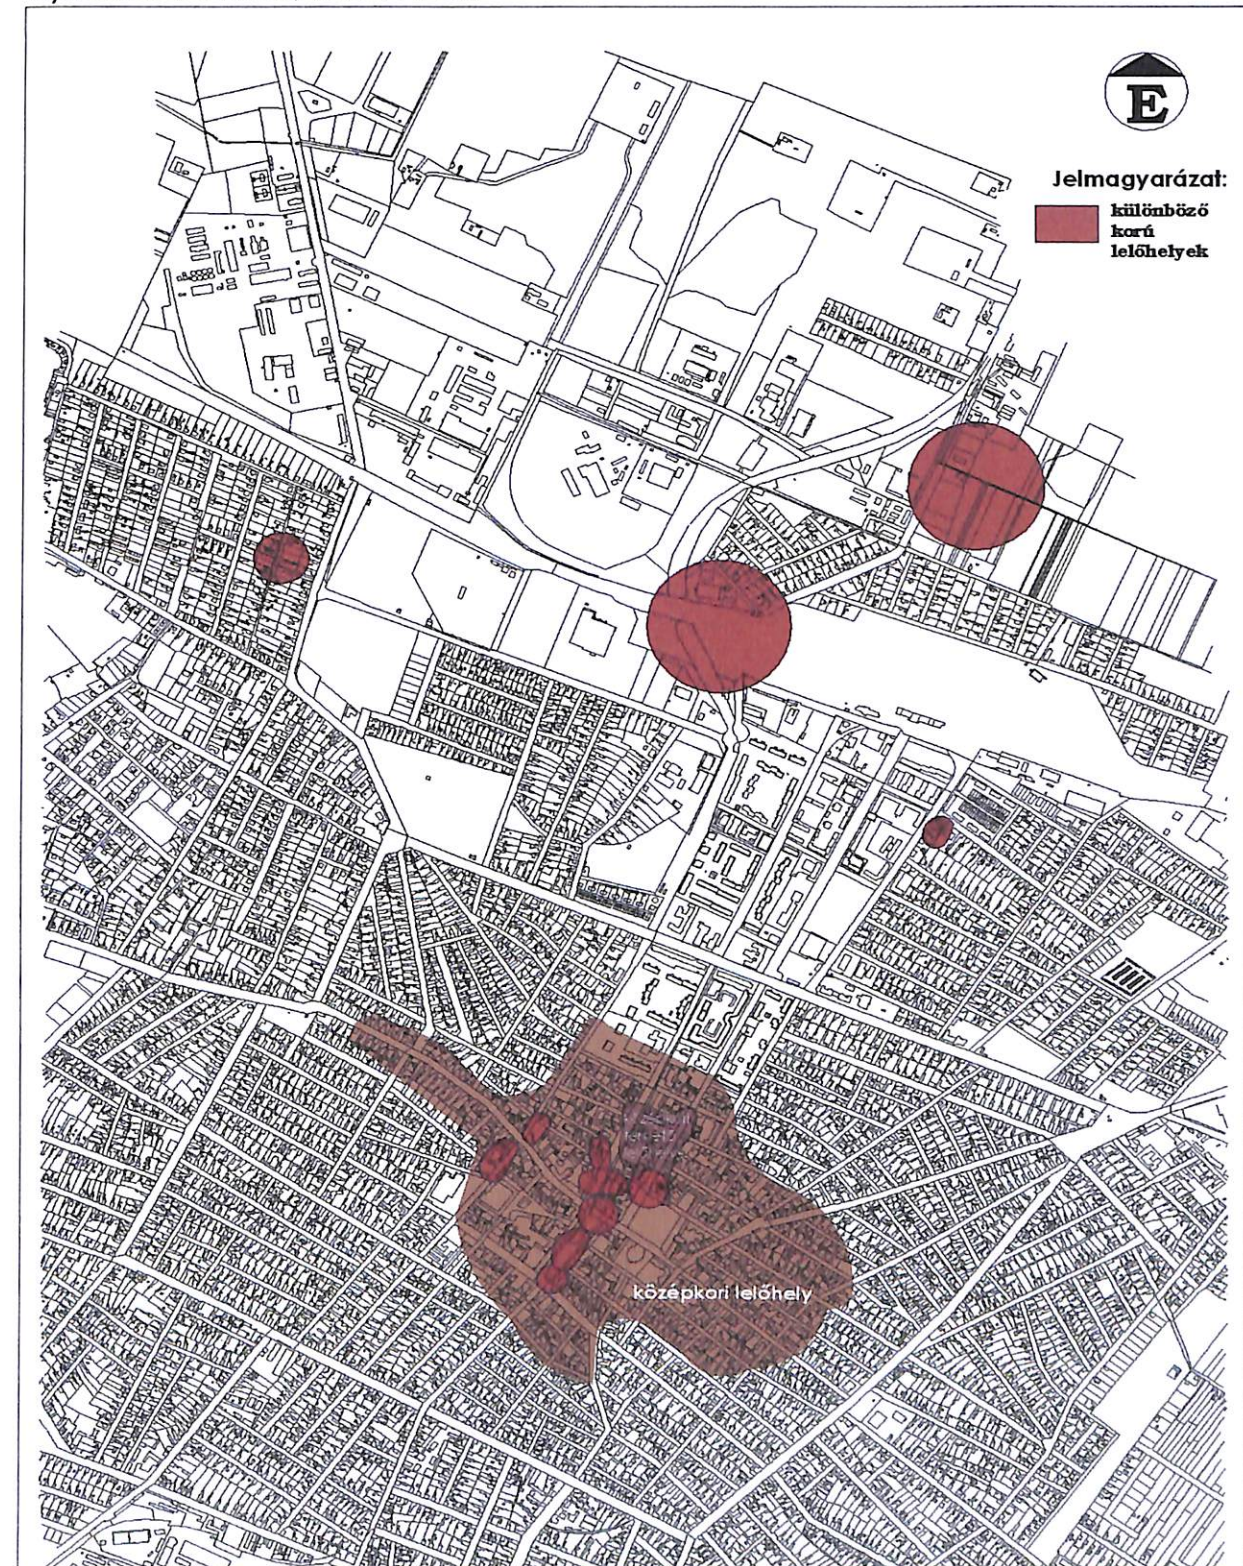 E
Jelmagyarázat:
különböző
korú
lelőhelyek
középkori lelőhely